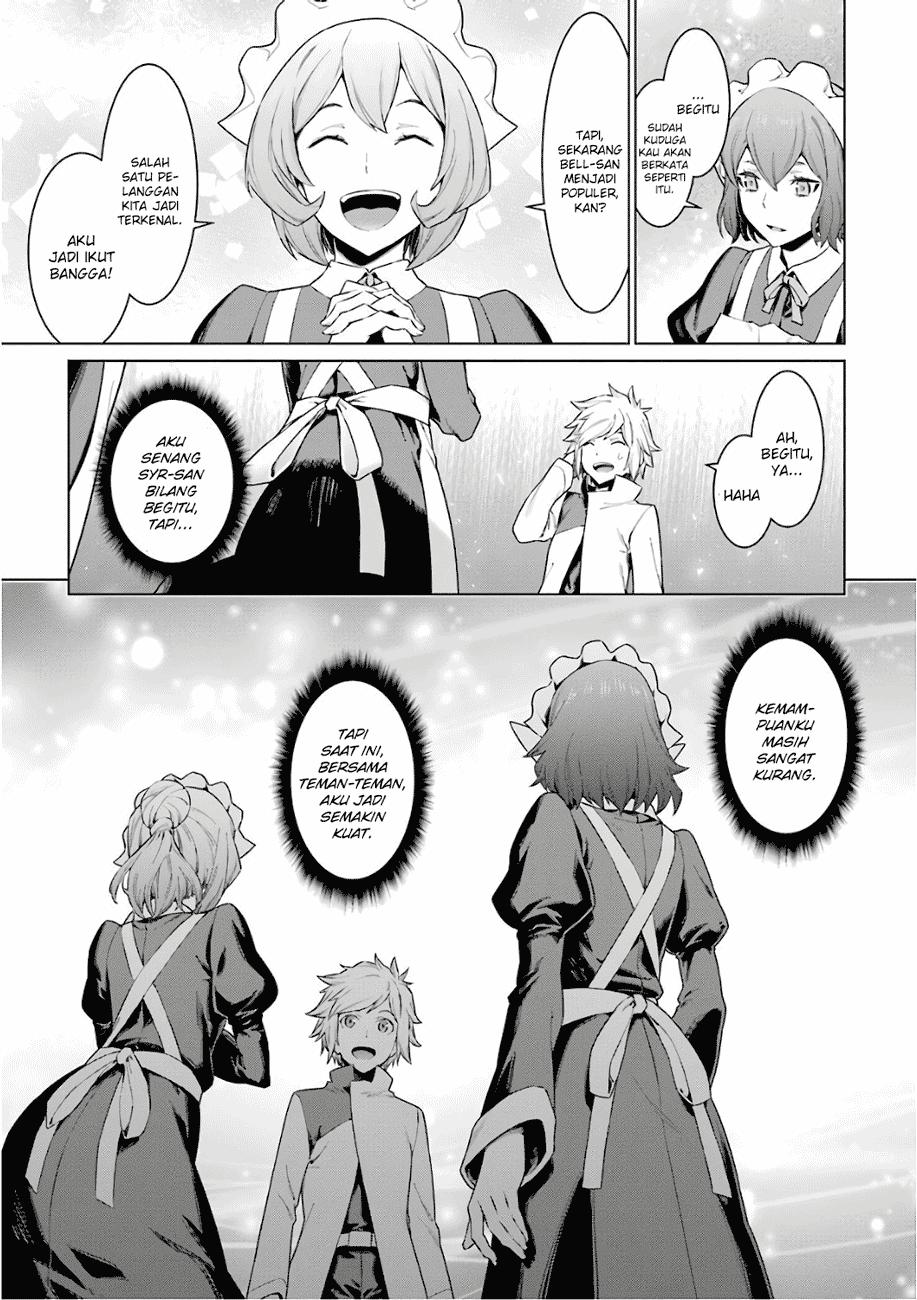 ... BEGITU
SUDAH
KUDUGA
KAU AKAN
BERKATA
SEPERTI
ITU.
TAPI,
SEKARANG
BELL-SAN
MENJADI
POPULER,
KAN?
SALAH
SATU PE-
LANGGAN
KITA JADI
TERKENAL.
AKU
JADI IKUT
BANGGA!
AH,
BEGITU,
YA...
HAHA
AKU
SENANG
SYR-SAN
BILANG
BEGITU,
TAPI...
KEMAM-
PUANKU
MASIH
SANGAT
KURANG.
TAPI
SAAT INI,
BERSAMA
TEMAN-TEMAN,
AKU JADI
SEMAKIN
KUAT.